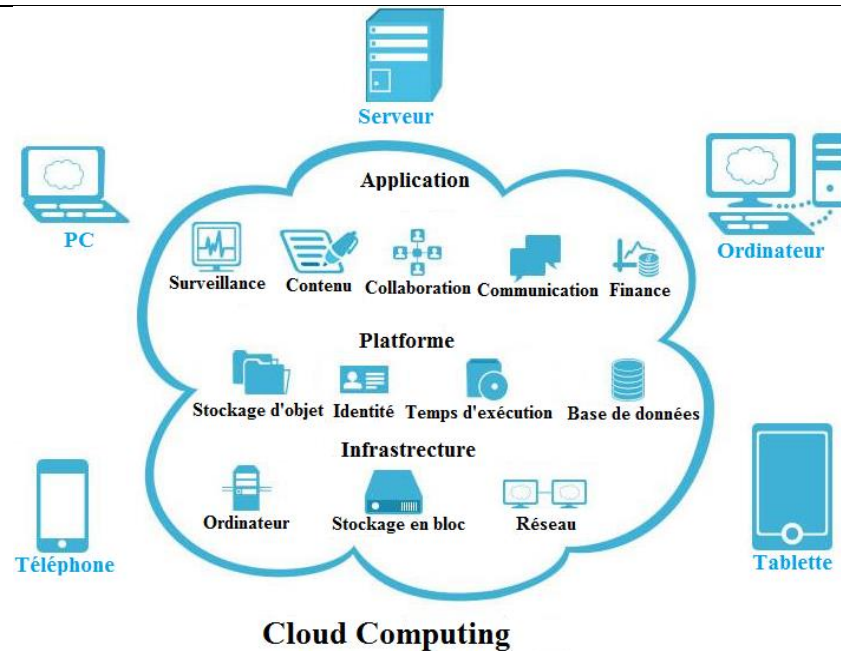 Serveur
Application
PC
Ordinateur
Surveillance Contenu Collaboration Communication Finance
Platforme
Stockage d'objet Identité Temps d'exécution Base de données
Infrastrecture
Ordinateur Stockage en bloc Réseau
Téléphone
Tablette
Cloud Computing